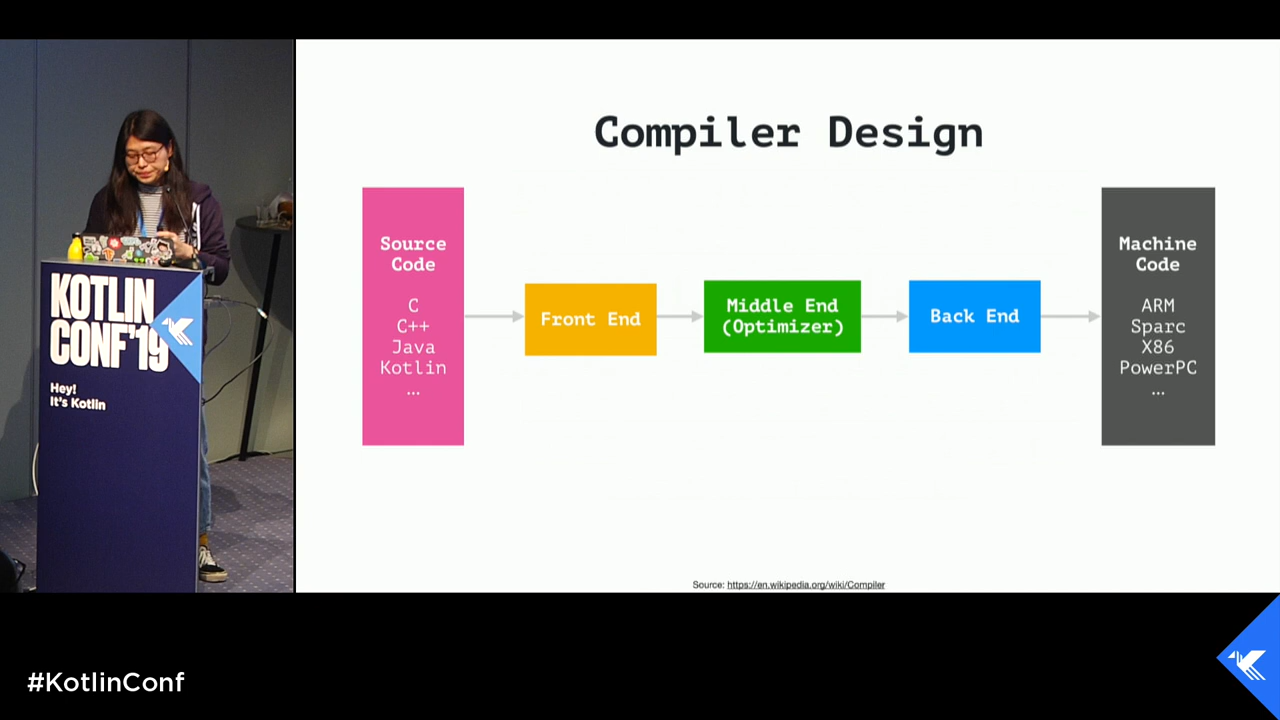 Compiler Design
Source
Code
C
C++
Java
Kotlin
...
Front End
Middle End
(Optimizer)
Back End
Machine
Code
ARM
Sparc
X86
PowerPC
...
Source: https://en.wikipedia.org/wiki/Compiler
KOTLIN
CONF'19
Hey!
It's Kotlin
#KotlinConf